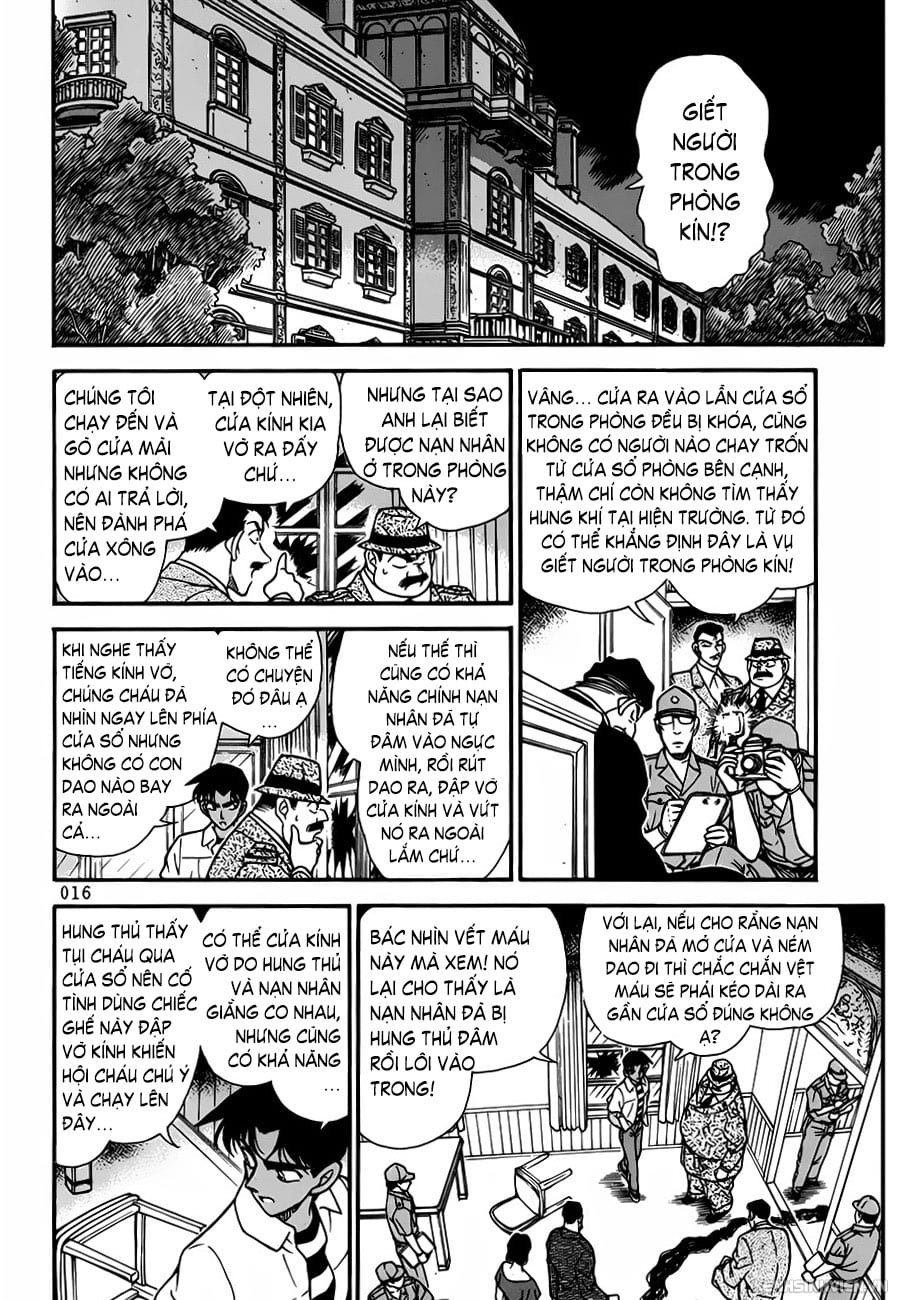 GIẾT
NGƯỜI
TRONG
PHÒNG
KÍN!?
VÂNG... CỬA RA VÀO LẪN CỬA SỔ
TRONG PHÒNG ĐỀU BỊ KHÓA, CŨNG
KHÔNG CÓ NGƯỜI NÀO CHẠY TRỐN
TỪ CỬA SỔ PHÒNG BÊN CẠNH,
THẬM CHÍ CÒN KHÔNG TÌM THẤY
HUNG KHÍ TẠI HIỆN TRƯỜNG. TỪ ĐÓ
CÓ THỂ KHẲNG ĐỊNH ĐÂY LÀ VỤ
GIẾT NGƯỜI TRONG PHÒNG KÍN!
NHƯNG TẠI SAO
ANH LẠI BIẾT
ĐƯỢC NẠN NHÂN
Ở TRONG PHÒNG
NÀY?
TẠI ĐỘT NHIÊN,
CỬA KÍNH KIA
VỠ RA ĐẤY
CHỨ...
CHÚNG TÔI
CHẠY ĐẾN VÀ
GÕ CỬA MÃI
NHƯNG KHÔNG
CÓ AI TRẢ LỜI,
NÊN ĐÀNH PHÁ
CỬA XÔNG
VÀO...
NẾU THẾ THÌ
CŨNG CÓ KHẢ
NĂNG CHÍNH NẠN
NHÂN ĐÃ TỰ
ĐÂM VÀO NGỰC
MÌNH, RỒI RÚT
DAO RA, ĐẬP VỠ
CỬA KÍNH VÀ VỨT
NÓ RA NGOÀI
LẮM CHỨ...
KHÔNG THỂ
CÓ CHUYỆN
ĐÓ ĐÂU Ạ
...
KHI NGHE THẤY
TIẾNG KÍNH VỠ,
CHÚNG CHÁU ĐÃ
NHÌN NGAY LÊN PHÍA
CỬA SỔ NHƯNG
KHÔNG CÓ CON
DAO NÀO BAY
RA NGOÀI
CẢ...
016
VỚI LẠI, NẾU CHO RẰNG NẠN
NHÂN ĐÃ MỞ CỬA VÀ NÉM
DAO ĐI THÌ CHẮC CHẮN VỆT
MÁU SẼ PHẢI KÉO DÀI RA
GẦN CỬA SỔ ĐÚNG KHÔNG
Ạ?
BÁC NHÌN VẾT MÁU
NÀY MÀ XEM! NÓ
LẠI CHO THẤY LÀ
NẠN NHÂN ĐÃ BỊ
HUNG THỦ ĐÂM
RỒI LÔI VÀO
TRONG!
CÓ THỂ CỬA KÍNH
VỠ DO HUNG THỦ
VÀ NẠN NHÂN
GIẰNG CO NHAU,
NHƯNG CŨNG
CÓ KHẢ NĂNG
...
HUNG THỦ THẤY
TỤI CHÁU QUA
CỬA SỔ NÊN CỐ
TÌNH DÙNG CHIẾC
GHẾ NÀY ĐẬP
VỠ KÍNH KHIẾN
HỘI CHÁU CHÚ Ý
VÀ CHẠY LÊN
ĐÂY...